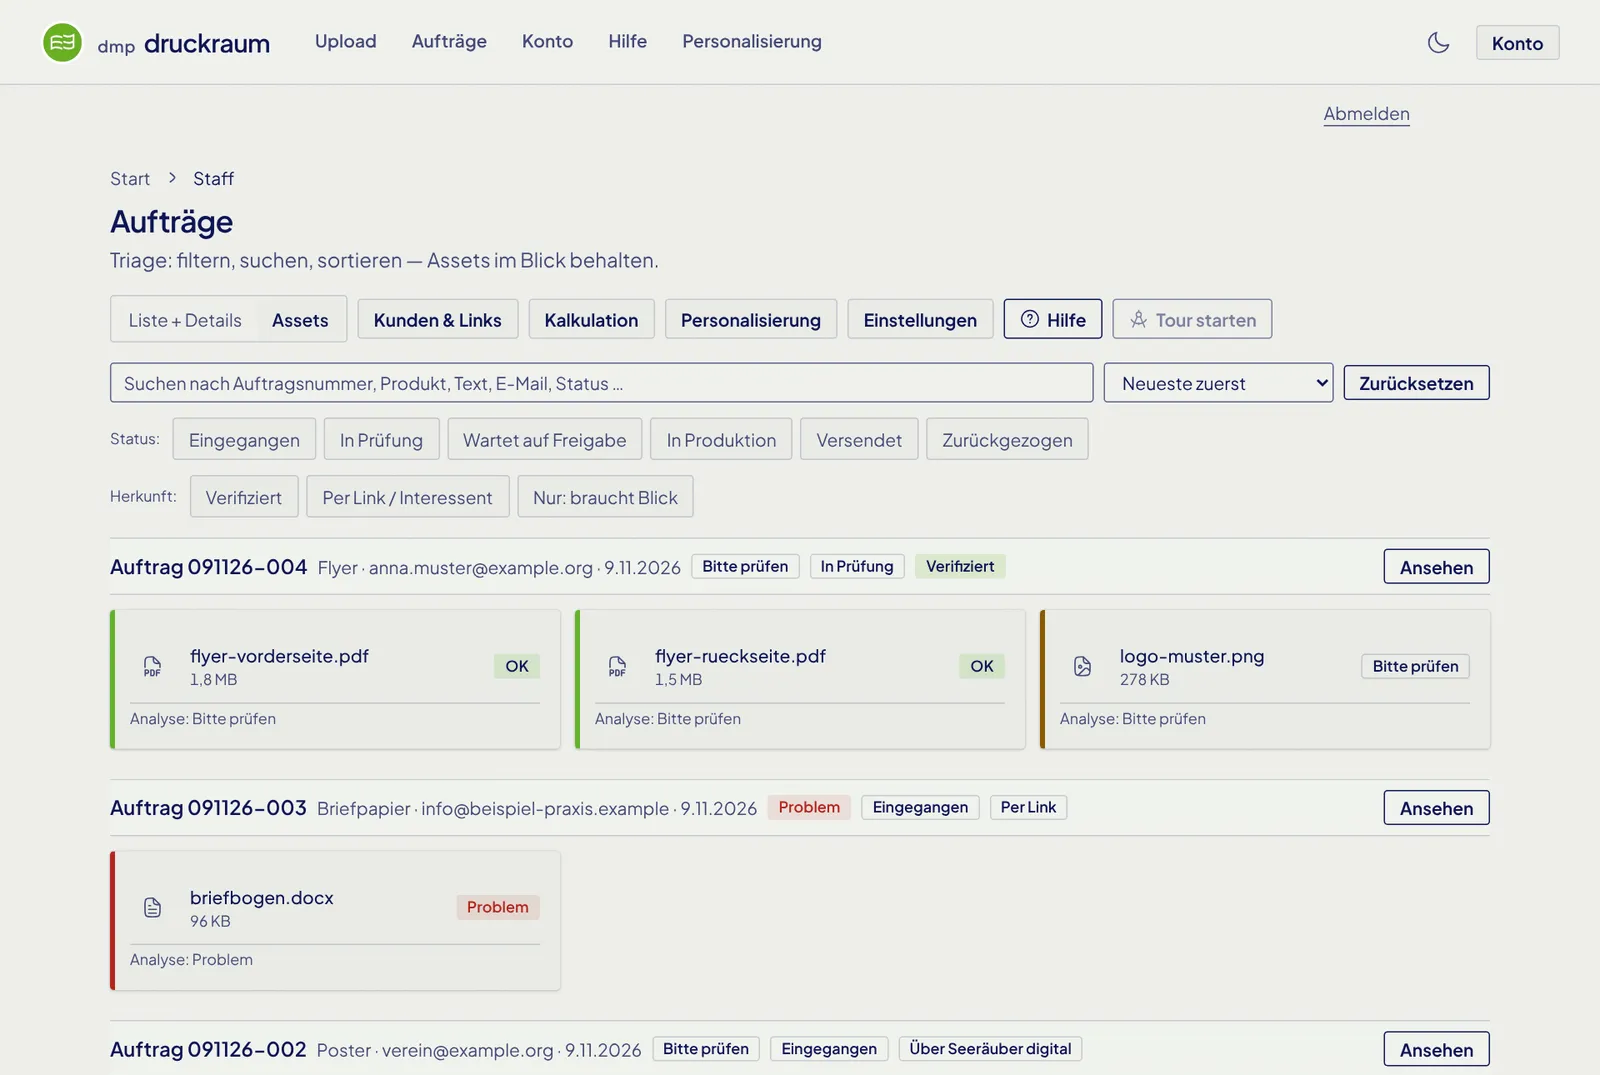 dmp druckraum Upload Aufträge Konto Hilfe Personalisierung Konto
Abmelden
Start > Staff
Aufträge
Triage: filtern, suchen, sortieren — Assets im Blick behalten.
Liste + Details Assets Kunden & Links Kalkulation Personalisierung Einstellungen Hilfe Tour starten
Suchen nach Auftragsnummer, Produkt, Text, E-Mail, Status ... Neueste zuerst Zurücksetzen
Status: Eingegangen In Prüfung Wartet auf Freigabe In Produktion Versendet Zurückgezogen
Herkunft: Verifiziert Per Link / Interessent Nur: braucht Blick
Auftrag 091126-004 Flyer · anna.muster@example.org · 9.11.2026 Bitte prüfen In Prüfung Verifiziert Ansehen
PDF flyer-vorderseite.pdf OK
1,8 MB
Analyse: Bitte prüfen
PDF flyer-rueckseite.pdf OK
1,5 MB
Analyse: Bitte prüfen
logo-muster.png Bitte prüfen
278 KB
Analyse: Bitte prüfen
Auftrag 091126-003 Briefpapier · info@beispiel-praxis.example · 9.11.2026 Problem Eingegangen Per Link Ansehen
briefbogen.docx Problem
96 KB
Analyse: Problem
Auftrag 091126-002 Poster · verein@example.org · 9.11.2026 Bitte prüfen Eingegangen Über Seeräuber digital Ansehen